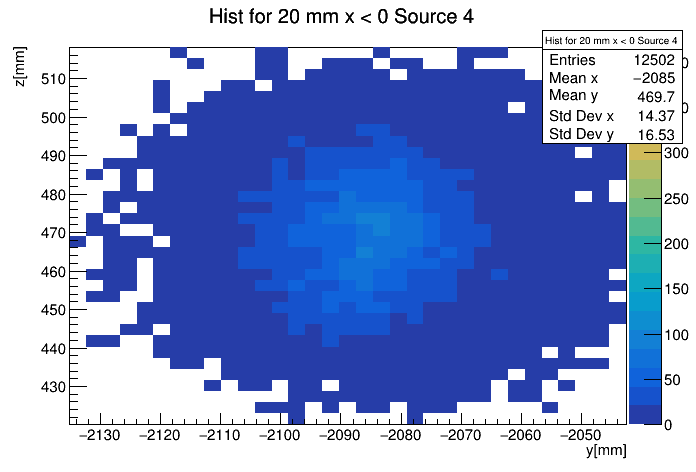 Hist for 20 mm x < 0 Source 4
Hist for 20 mm x < 0 Source 4
Entries 12502
Mean x −2085
Mean y 469.7
Std Dev x 14.37
Std Dev y 16.53
z[mm]
510
500
490
480
470
460
450
440
430
300
250
200
150
100
50
0
−2130 −2120 −2110 −2100 −2090 −2080 −2070 −2060 −2050
y[mm]